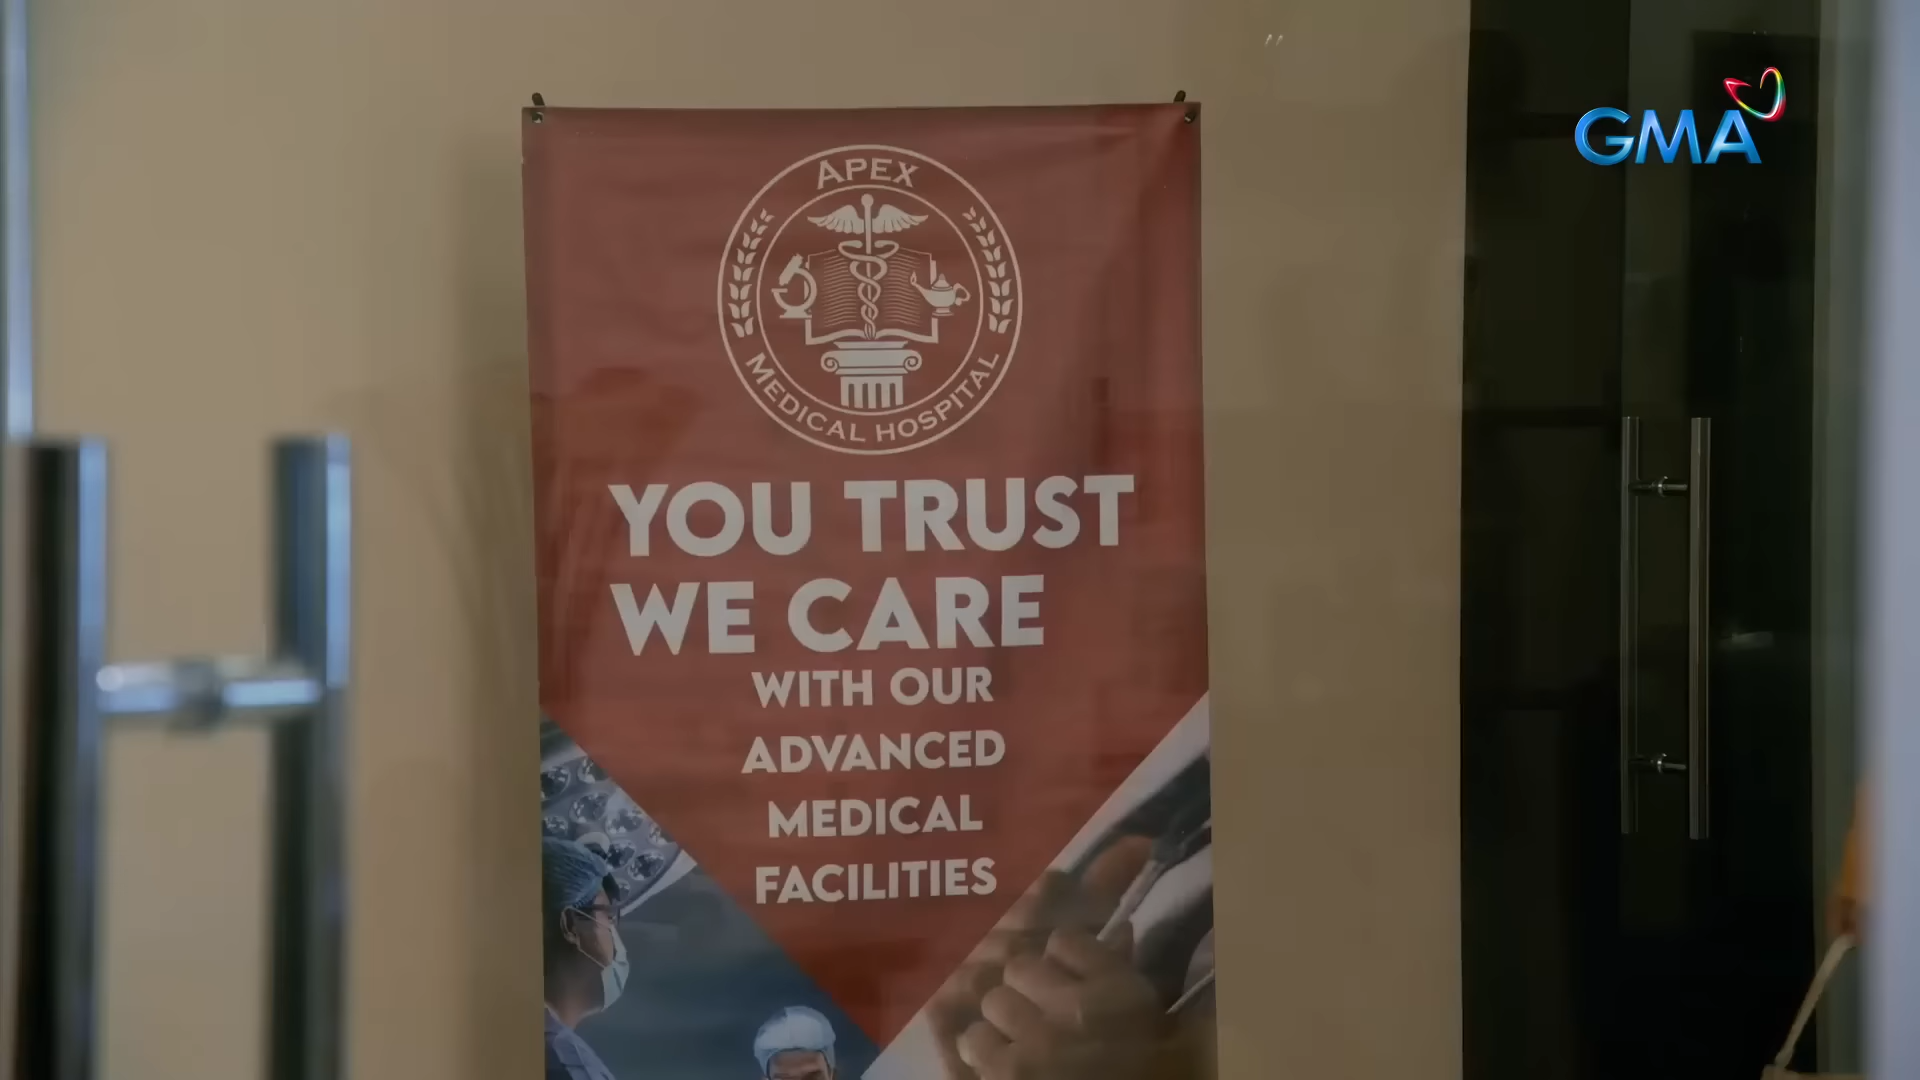 GMA
APEX
MEDICAL HOSPITAL
YOU TRUST
WE CARE
WITH OUR
ADVANCED
MEDICAL
FACILITIES